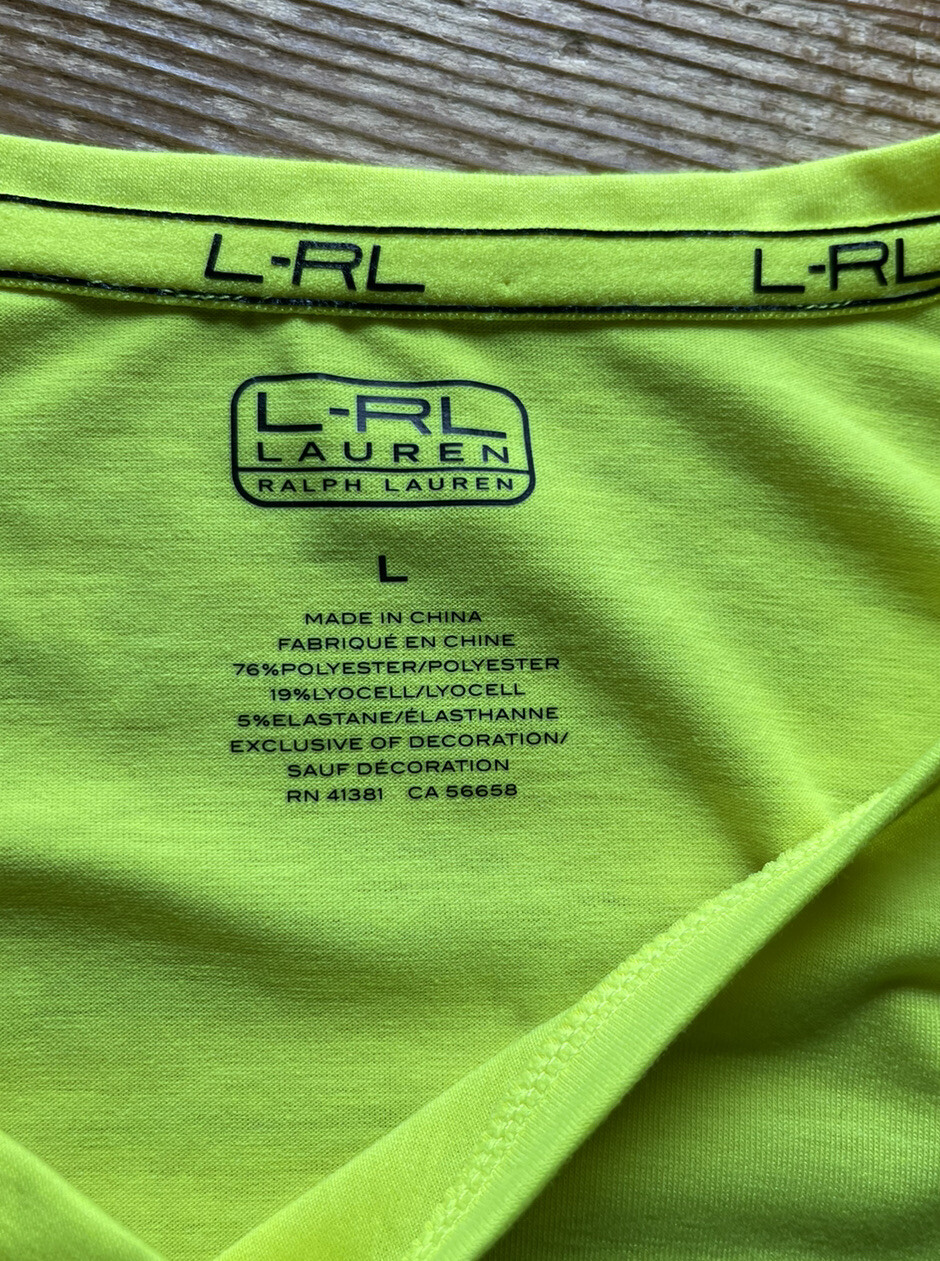 L-RL L-RL
L-RL
LAUREN
RALPH LAUREN
L
MADE IN CHINA
FABRIQUÉ EN CHINE
76%POLYESTER/POLYESTER
19%LYOCELL/LYOCELL
5%ELASTANE/ÉLASTHANNE
EXCLUSIVE OF DECORATION/
SAUF DÉCORATION
RN 41381 CA 56658